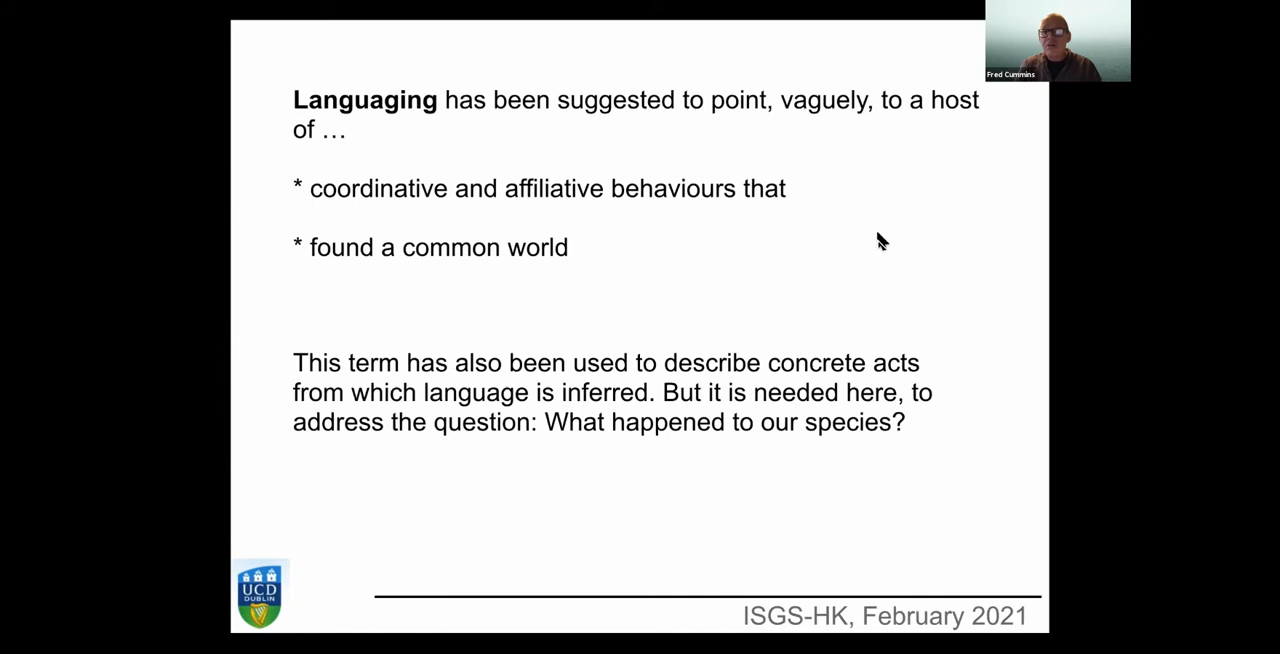 Fred Cummins
Languaging has been suggested to point, vaguely, to a host
of …
* coordinative and affiliative behaviours that
* found a common world
This term has also been used to describe concrete acts
from which language is inferred. But it is needed here, to
address the question: What happened to our species?
UCD
DUBLIN
ISGS-HK, February 2021